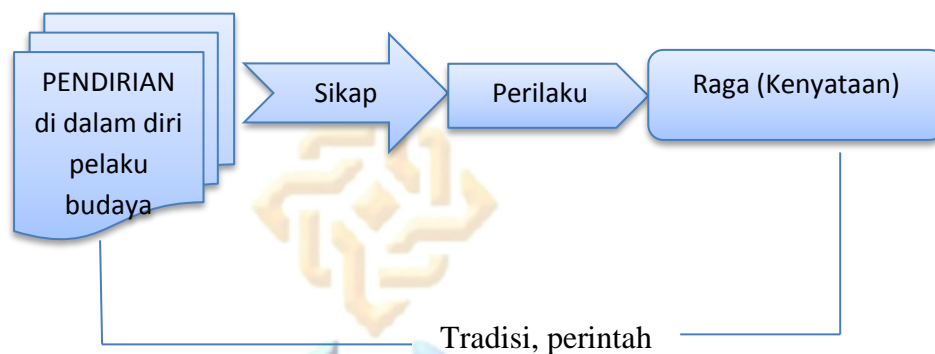 PENDIRIAN
di dalam diri
pelaku
budaya
Sikap
Perilaku
Raga (Kenyataan)
Tradisi, perintah